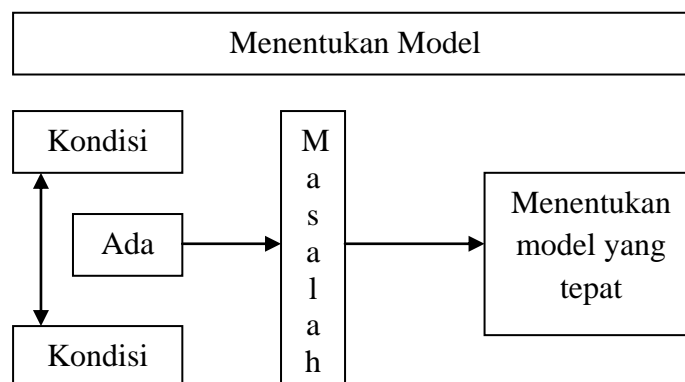 Menentukan Model
Kondisi
Ada
Kondisi
M
a
s
a
l
a
h
Menentukan
model yang
tepat